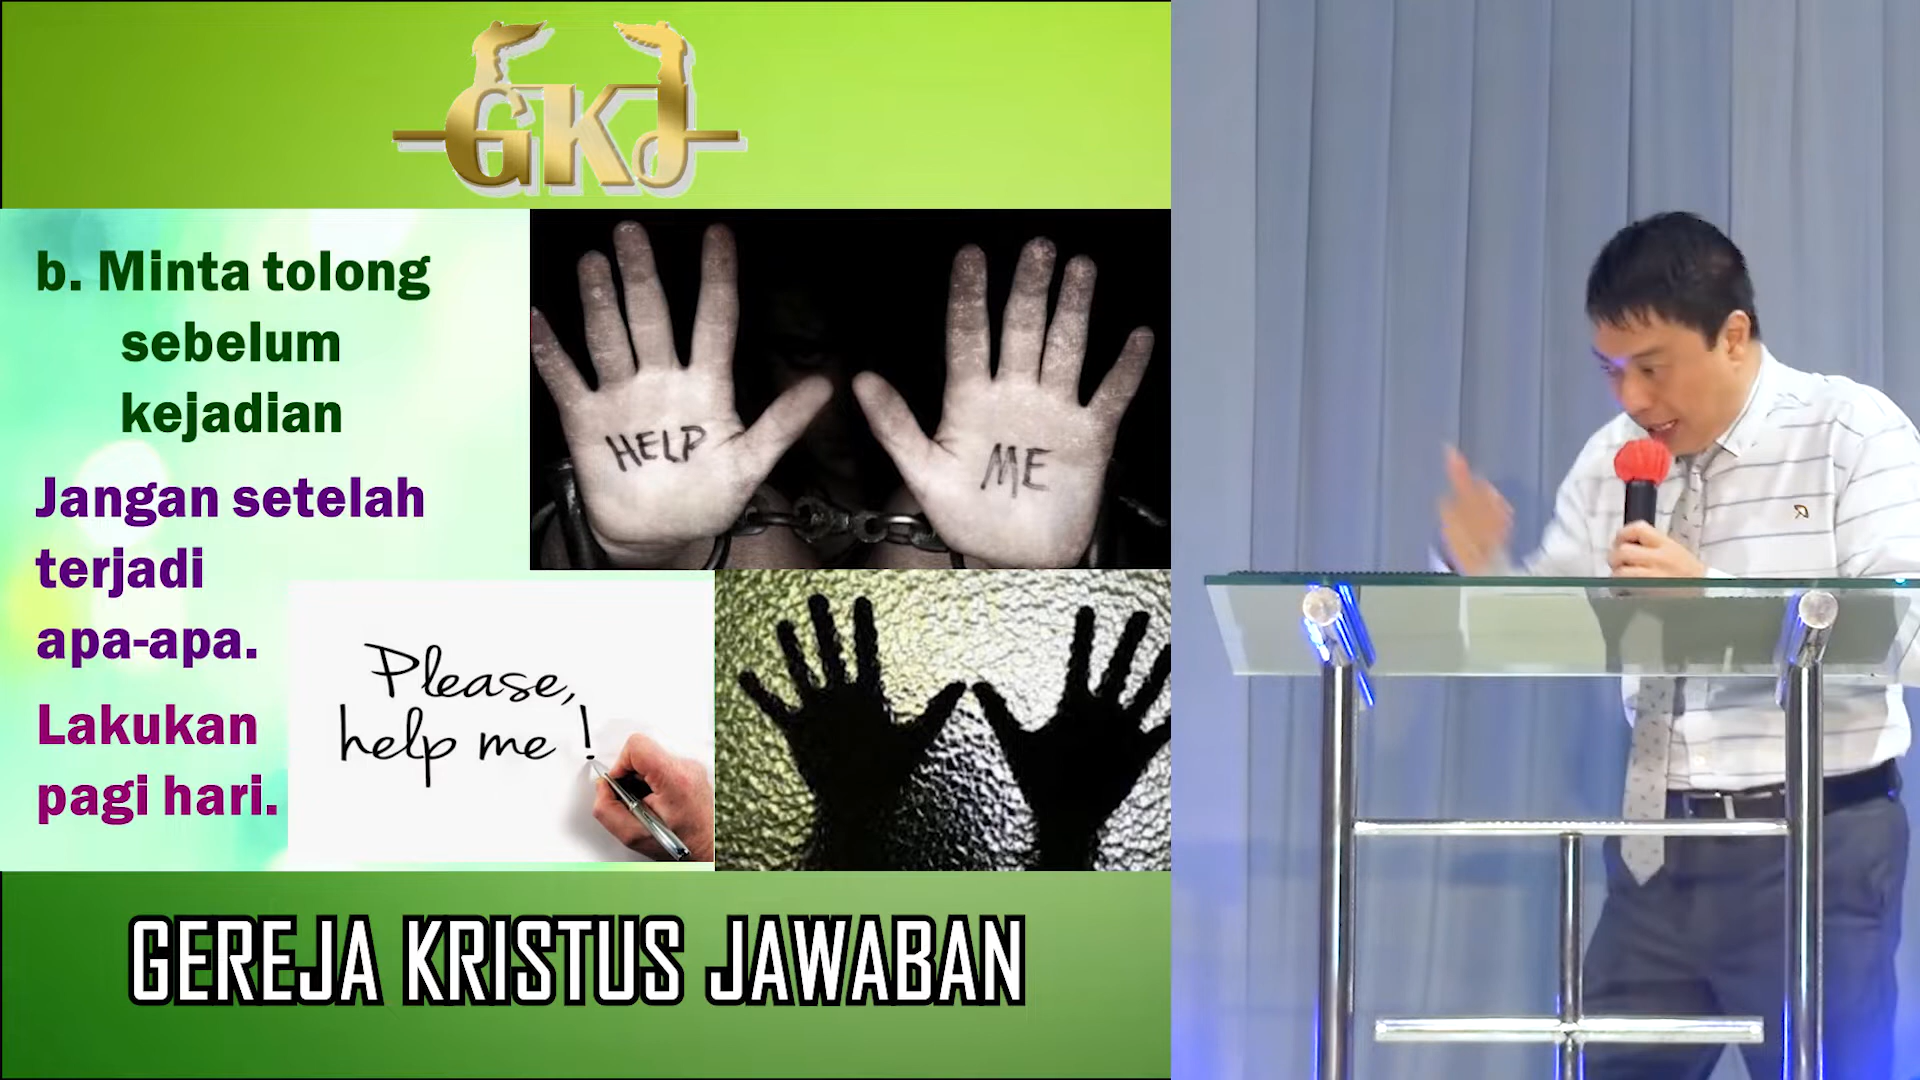 GKJ
b. Minta tolong
sebelum
kejadian
Jangan setelah
terjadi
apa-apa.
Lakukan
pagi hari.
HELP
ME
Please,
help me!
GEREJA KRISTUS JAWABAN